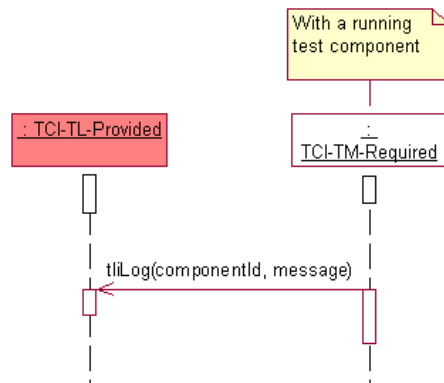 With a running
test component
: TCI-TL-Provided
:
TCI-TM-Required
tliLog(componentId, message)